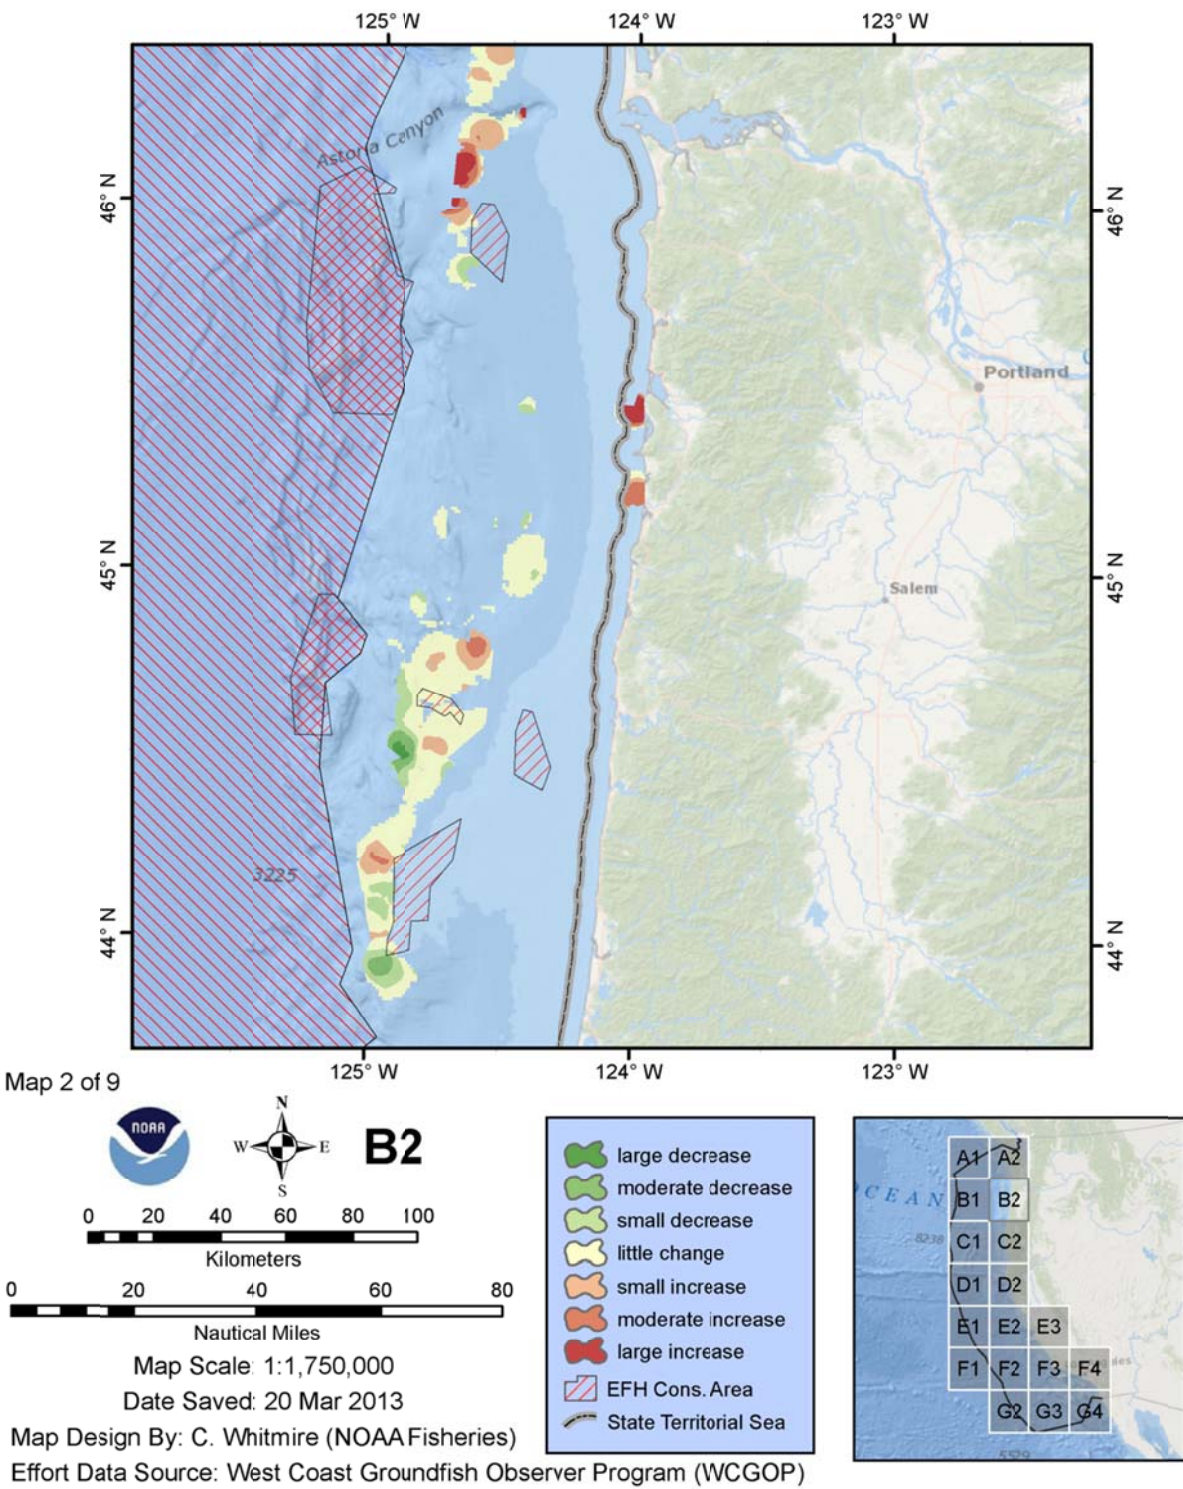 125° W 124° W 123° W
Astoria Canyon
46° N 46° N
Portland
45° N 45° N
Salem
3225
44° N 44° N
125° W 124° W 123° W
Map 2 of 9
NOAA
N
W E
S
B2
0 20 40 60 80 100
Kilometers
0 20 40 60 80
Nautical Miles
Map Scale: 1:1,750,000
Date Saved: 20 Mar 2013
Map Design By: C. Whitmire (NOAA Fisheries)
Effort Data Source: West Coast Groundfish Observer Program (WCGOP)
large decrease
moderate decrease
small decrease
little change
small increase
moderate increase
large increase
EFH Cons. Area
State Territorial Sea
A1 A2
OCEAN
B1 B2
8238
C1 C2
D1 D2
E1 E2 E3
F1 F2 F3 F4
G2 G3 G4
5529